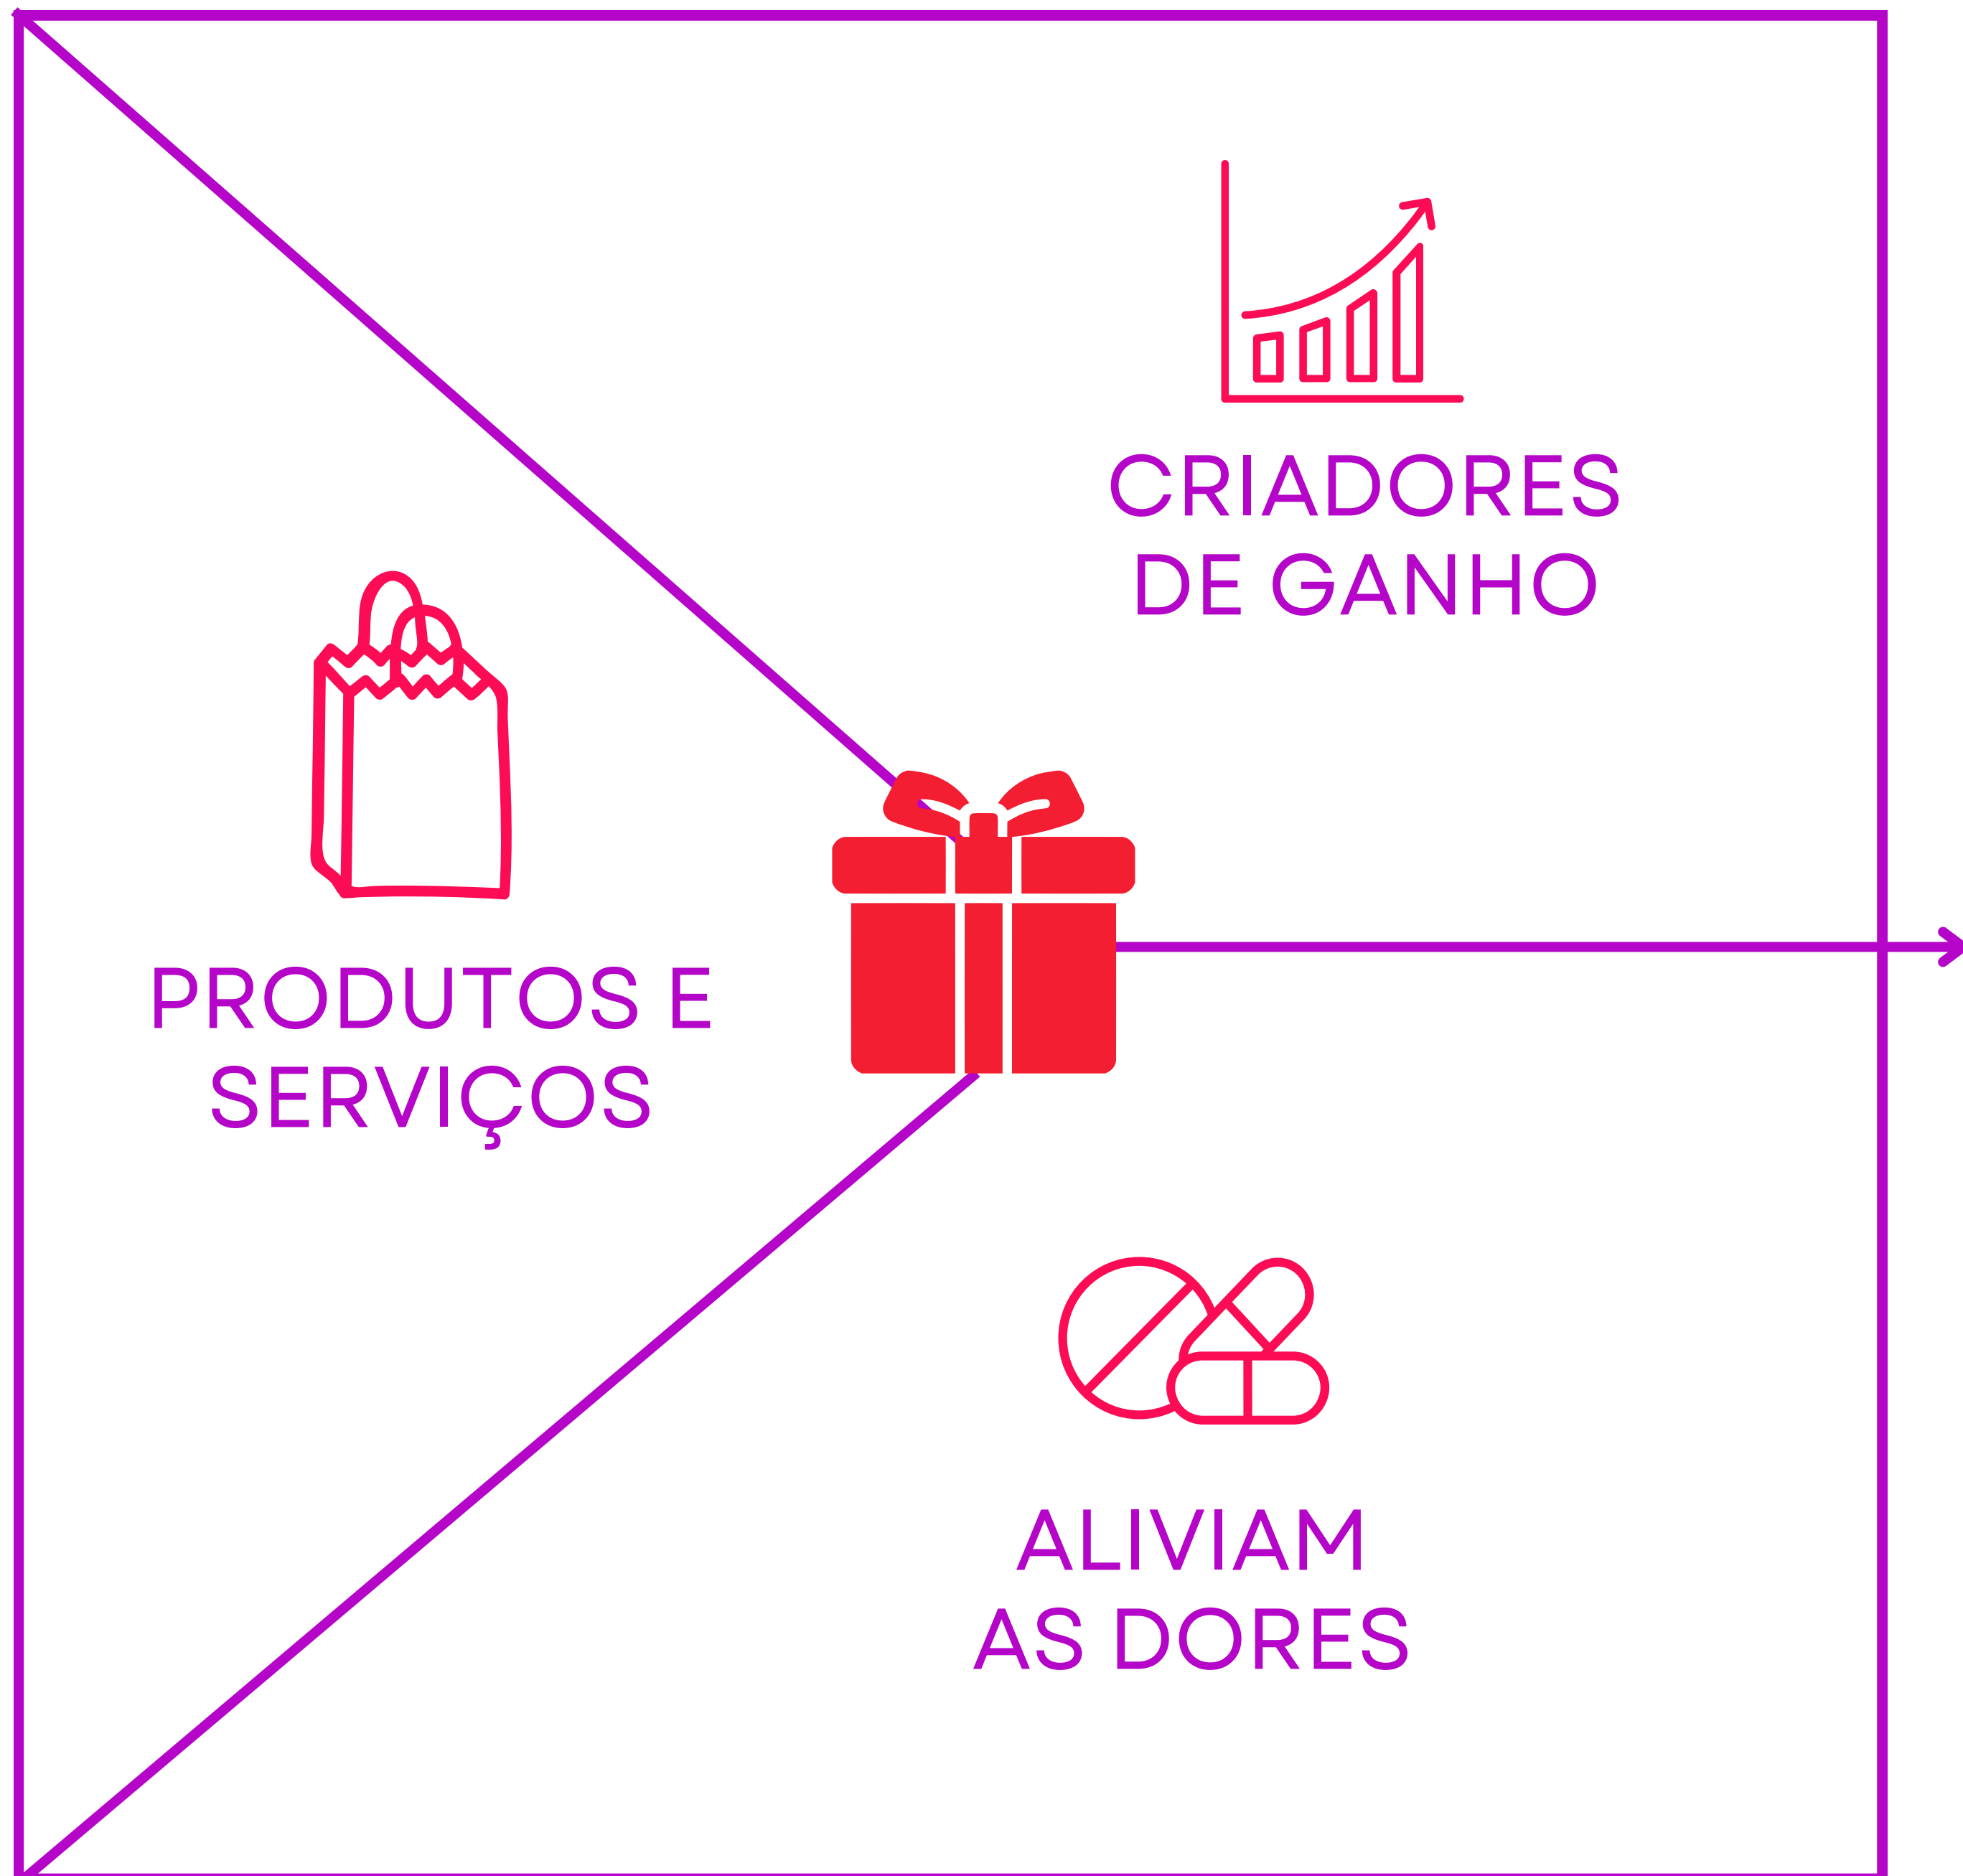 CRIADORES
DE GANHO
PRODUTOS E
SERVIÇOS
ALIVIAM
AS DORES